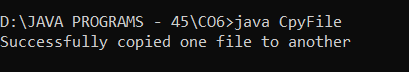 D:\JAVA PROGRAMS - 45\CO6>java CpyFile
Successfully copied one file to another